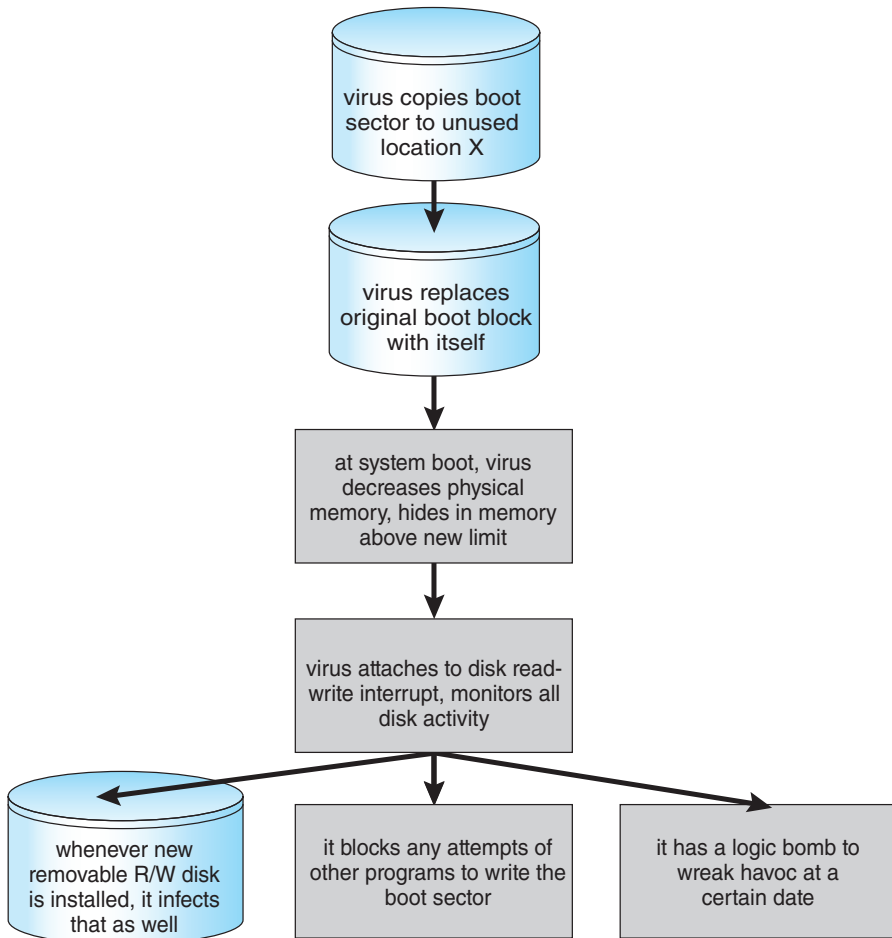 virus copies boot
sector to unused
location X
virus replaces
original boot block
with itself
at system boot, virus
decreases physical
memory, hides in memory
above new limit
virus attaches to disk read-
write interrupt, monitors all
disk activity
whenever new
removable R/W disk
is installed, it infects
that as well
it blocks any attempts of
other programs to write the
boot sector
it has a logic bomb to
wreak havoc at a
certain date